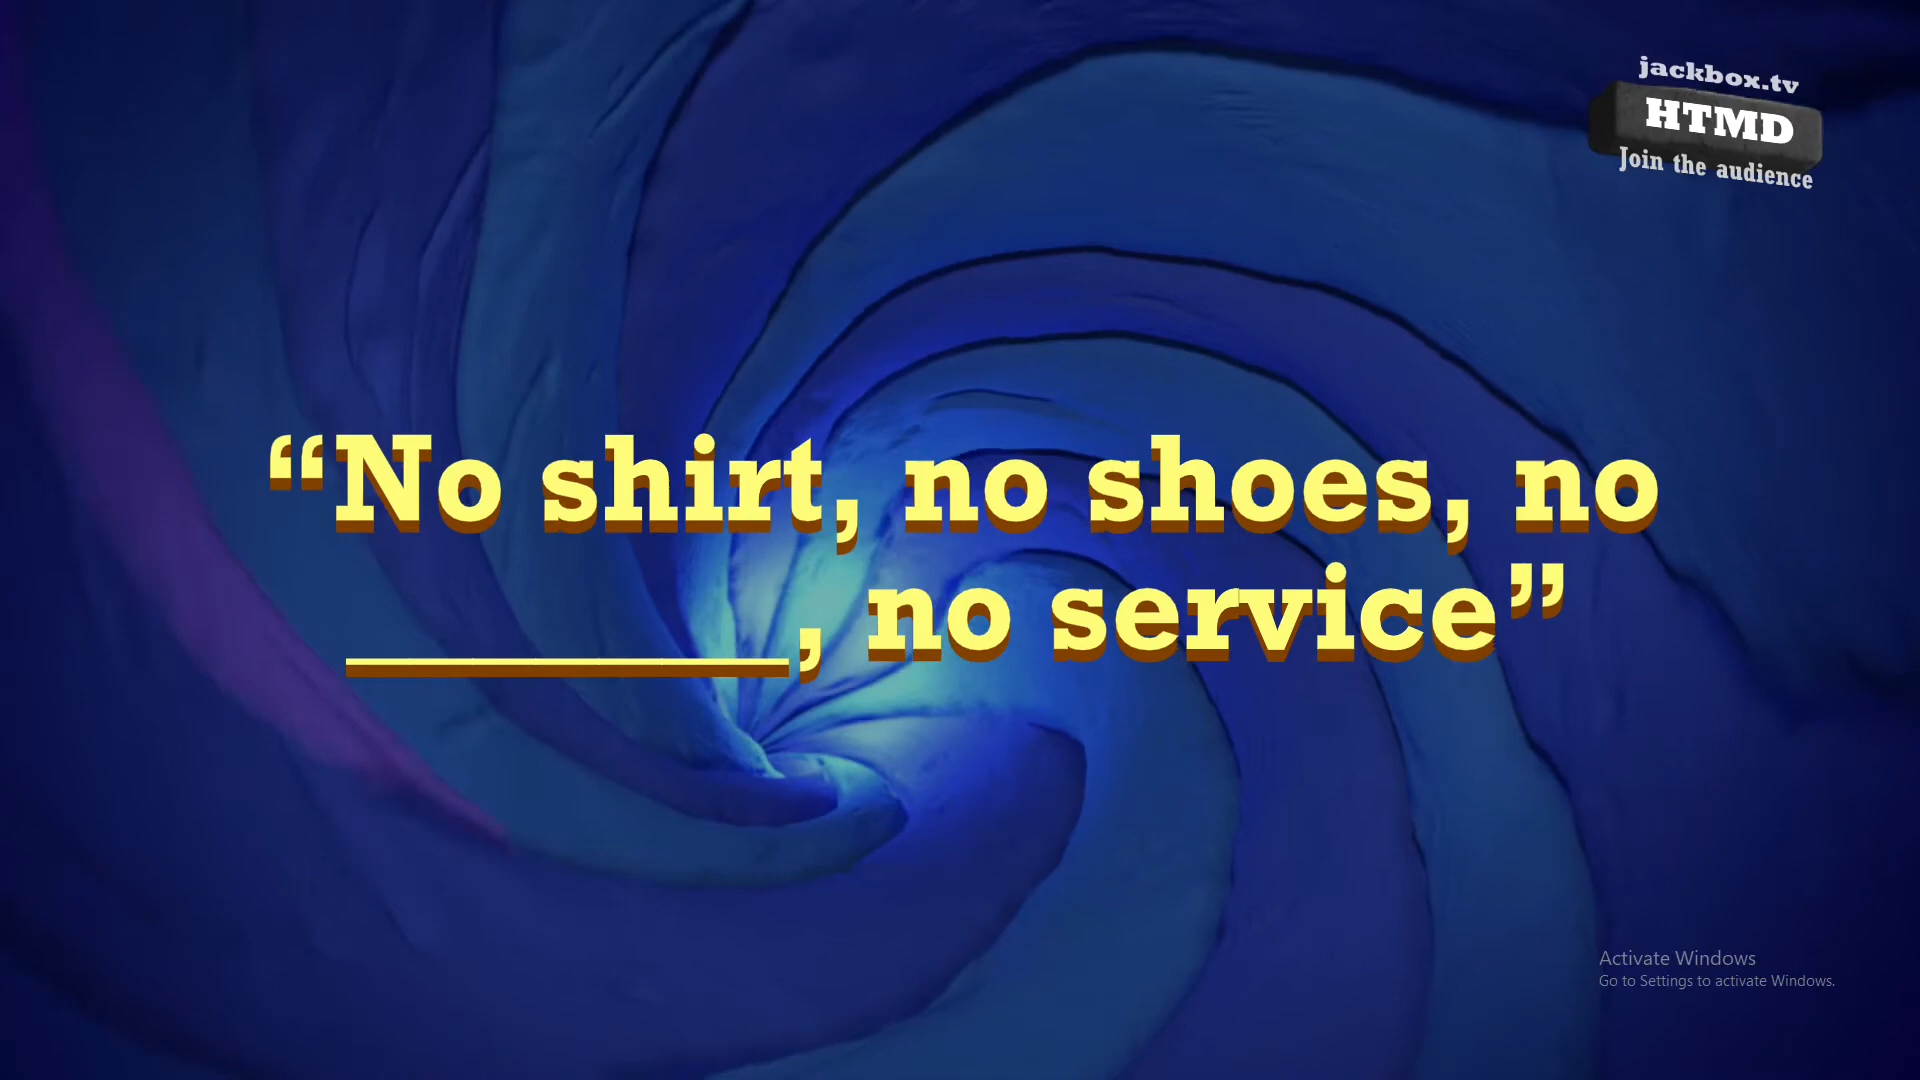 jackbox.tv
HTMD
Join the audience
“No shirt, no shoes, no
__________, no service”
Activate Windows
Go to Settings to activate Windows.